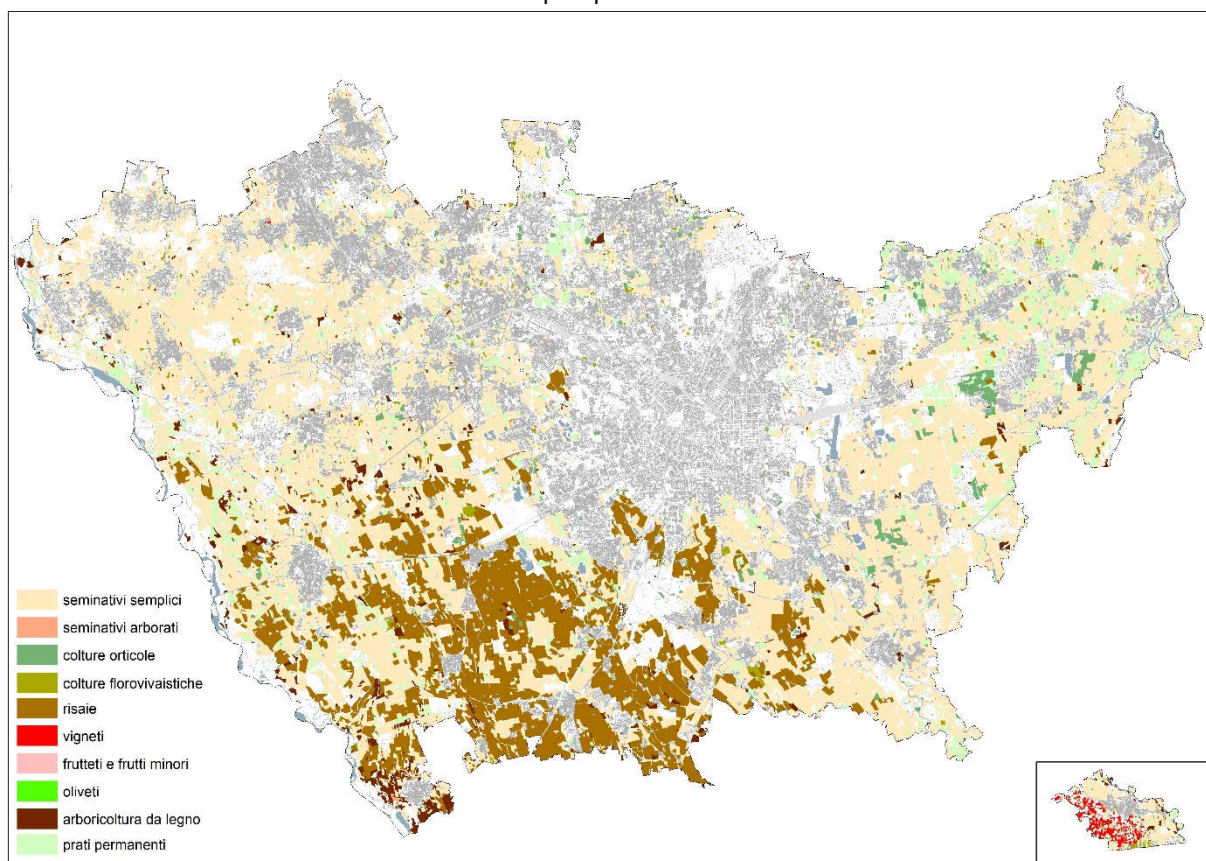 seminativi semplici
seminativi arborati
colture orticole
colture florovivaistiche
risaie
vigneti
frutteti e frutti minori
oliveti
arboricoltura da legno
prati permanenti